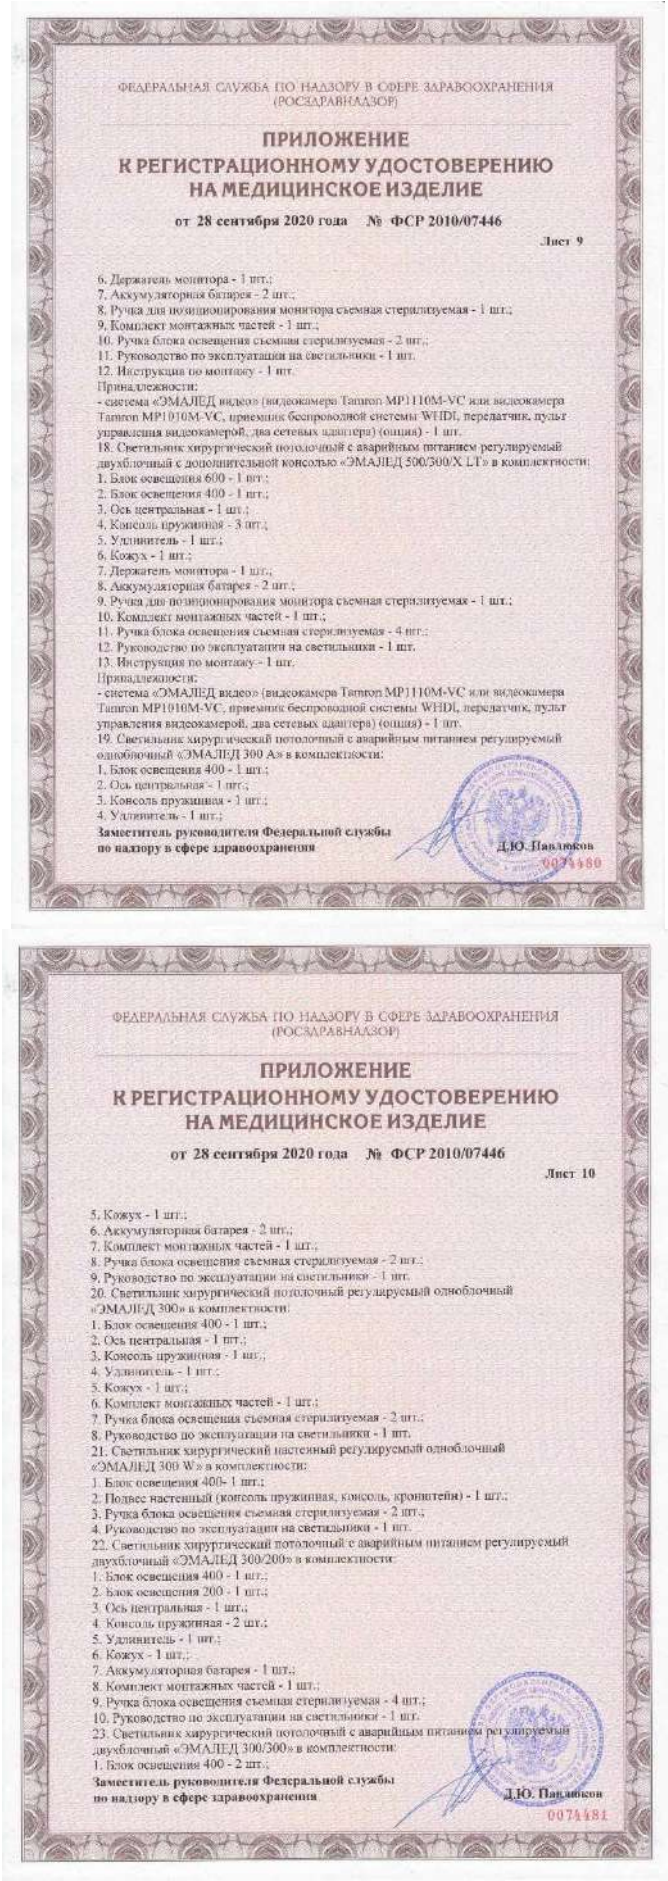 ФЕДЕРАЛЬНАЯ СЛУЖБА ПО НАДЗОРУ В СФЕРЕ ЗДРАВООХРАНЕНИЯ
(РОСЗДРАВНАДЗОР)
ПРИЛОЖЕНИЕ
К РЕГИСТРАЦИОННОМУ УДОСТОВЕРЕНИЮ
НА МЕДИЦИНСКОЕ ИЗДЕЛИЕ
от 28 сентября 2020 года № ФСР 2010/07446
Лист 9
6. Держатель монитора - 1 шт.;
7. Аккумуляторная батарея - 2 шт.;
8. Ручка для позиционирования монитора съемная стерилизуемая - 1 шт.;
9. Комплект монтажных частей - 1 шт.;
10. Ручка блока освещения съемная стерилизуемая - 2 шт.;
11. Руководство по эксплуатации на светильники - 1 шт.
12. Инструкция по монтажу - 1 шт.
Принадлежности:
- система «ЭМАЛЕД видео» (видеокамера Tamron MP1110M-VC или видеокамера
Tamron MP1010M-VC, приемник беспроводной системы WHDI, передатчик, пульт
управления видеокамерой, два сетевых адаптера) (опция) - 1 шт.
18. Светильник хирургический потолочный с аварийным питанием регулируемый
двухблочный с дополнительной консолью «ЭМАЛЕД 500/300/X LT» в комплектности:
1. Блок освещения 600 - 1 шт.;
2. Блок освещения 400 - 1 шт.;
3. Ось центральная - 1 шт.;
4. Консоль пружинная - 3 шт.;
5. Удлинитель - 1 шт.;
6. Кожух - 1 шт.;
7. Держатель монитора - 1 шт.;
8. Аккумуляторная батарея - 2 шт.;
9. Ручка для позиционирования монитора съемная стерилизуемая - 1 шт.;
10. Комплект монтажных частей - 1 шт.;
11. Ручка блока освещения съемная стерилизуемая - 4 шт.;
12. Руководство по эксплуатации на светильники - 1 шт.
13. Инструкция по монтажу - 1 шт.
Принадлежности:
- система «ЭМАЛЕД видео» (видеокамера Tamron MP1110M-VC или видеокамера
Tamron MP1010M-VC, приемник беспроводной системы WHDI, передатчик, пульт
управления видеокамерой, два сетевых адаптера) (опция) - 1 шт.
19. Светильник хирургический потолочный с аварийным питанием регулируемый
одноблочный «ЭМАЛЕД 300 А» в комплектности:
1. Блок освещения 400 - 1 шт.;
2. Ось центральная - 1 шт.;
3. Консоль пружинная - 1 шт.;
4. Удлинитель - 1 шт.;
Заместитель руководителя Федеральной службы
по надзору в сфере здравоохранения
Д.Ю. Павлюков
0074480
ФЕДЕРАЛЬНАЯ СЛУЖБА ПО НАДЗОРУ В СФЕРЕ ЗДРАВООХРАНЕНИЯ
(РОСЗДРАВНАДЗОР)
ПРИЛОЖЕНИЕ
К РЕГИСТРАЦИОННОМУ УДОСТОВЕРЕНИЮ
НА МЕДИЦИНСКОЕ ИЗДЕЛИЕ
от 28 сентября 2020 года № ФСР 2010/07446
Лист 10
5. Кожух - 1 шт.;
6. Аккумуляторная батарея - 2 шт.;
7. Комплект монтажных частей - 1 шт.;
8. Ручка блока освещения съемная стерилизуемая - 2 шт.;
9. Руководство по эксплуатации на светильники - 1 шт.
20. Светильник хирургический потолочный регулируемый одноблочный
«ЭМАЛЕД 300» в комплектности:
1. Блок освещения 400 - 1 шт.;
2. Ось центральная - 1 шт.;
3. Консоль пружинная - 1 шт.;
4. Удлинитель - 1 шт.;
5. Кожух - 1 шт.;
6. Комплект монтажных частей - 1 шт.;
7. Ручка блока освещения съемная стерилизуемая - 2 шт.;
8. Руководство по эксплуатации на светильники - 1 шт.
21. Светильник хирургический настенный регулируемый одноблочный
«ЭМАЛЕД 300 W» в комплектности:
1. Блок освещения 400- 1 шт.;
2. Подвес настенный (консоль пружинная, консоль, кронштейн) - 1 шт.;
3. Ручка блока освещения съемная стерилизуемая - 2 шт.;
4. Руководство по эксплуатации на светильники - 1 шт.
22. Светильник хирургический потолочный с аварийным питанием регулируемый
двухблочный «ЭМАЛЕД 300/200» в комплектности:
1. Блок освещения 400 - 1 шт.;
2. Блок освещения 200 - 1 шт.;
3. Ось центральная - 1 шт.;
4. Консоль пружинная - 2 шт.;
5. Удлинитель - 1 шт.;
6. Кожух - 1 шт.;
7. Аккумуляторная батарея - 1 шт.;
8. Комплект монтажных частей - 1 шт.;
9. Ручка блока освещения съемная стерилизуемая - 4 шт.;
10. Руководство по эксплуатации на светильники - 1 шт.
23. Светильник хирургический потолочный с аварийным питанием регулируемый
двухблочный «ЭМАЛЕД 300/300» в комплектности:
1. Блок освещения 400 - 2 шт.;
Заместитель руководителя Федеральной службы
по надзору в сфере здравоохранения
Д.Ю. Павлюков
0074481